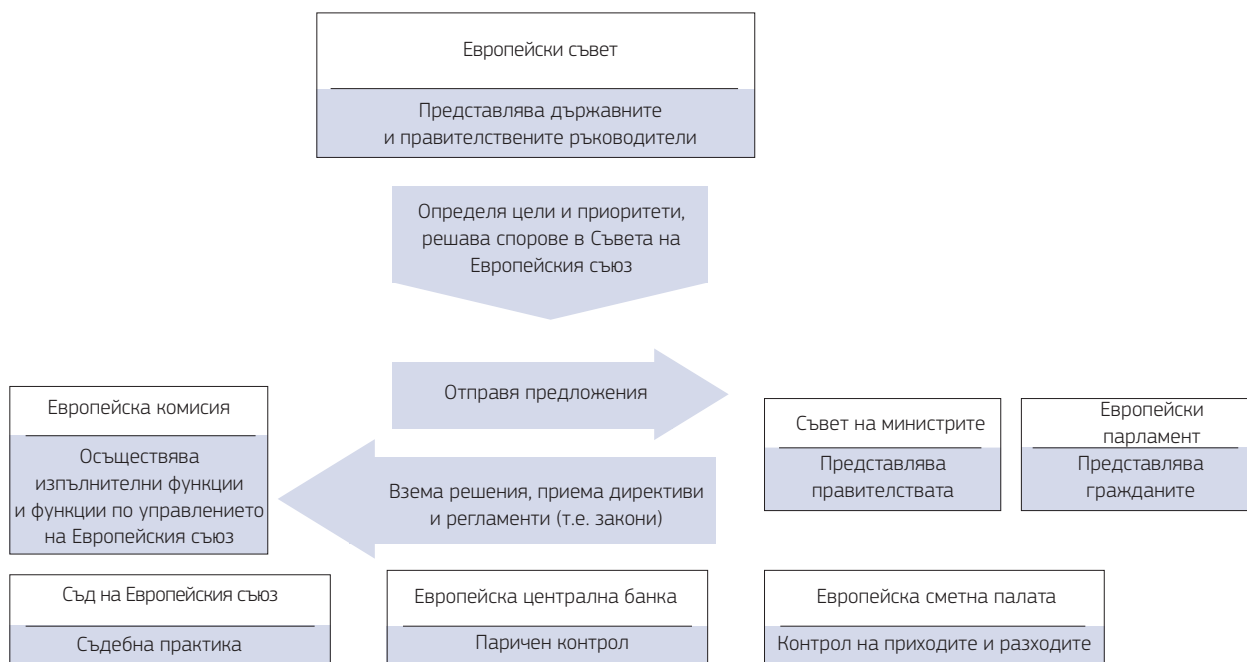 Европейски съвет
Представлява държавните
и правителствените ръководители
Определя цели и приоритети,
решава спорове в Съвета на
Европейския съюз
Отправя предложения
Европейска комисия
Осъществява
изпълнителни функции
и функции по управлението
на Европейския съюз
Съвет на министрите
Представлява
правителствата
Европейски
парламент
Представлява
гражданите
Взема решения, приема директиви
и регламенти (т.е. закони)
Съд на Европейския съюз
Съдебна практика
Европейска централна банка
Паричен контрол
Европейска сметна палата
Контрол на приходите и разходите